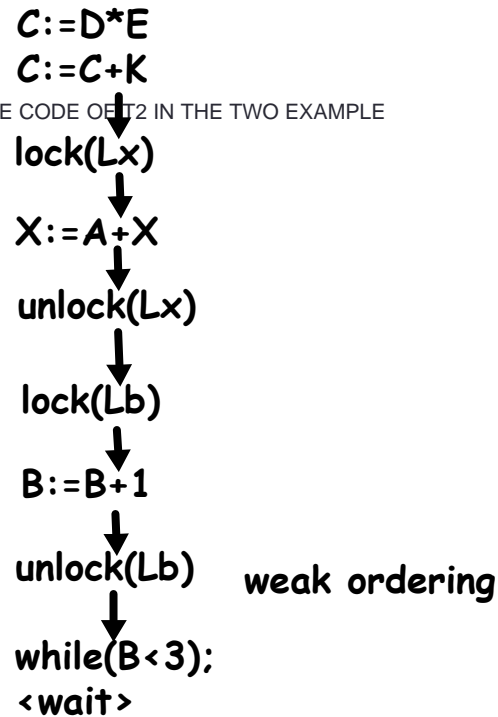 C:=D*E
C:=C+K
E CODE OF T2 IN THE TWO EXAMPLE
lock(Lx)
X:=A+X
unlock(Lx)
lock(Lb)
B:=B+1
unlock(Lb)
weak ordering
while(B<3);
<wait>